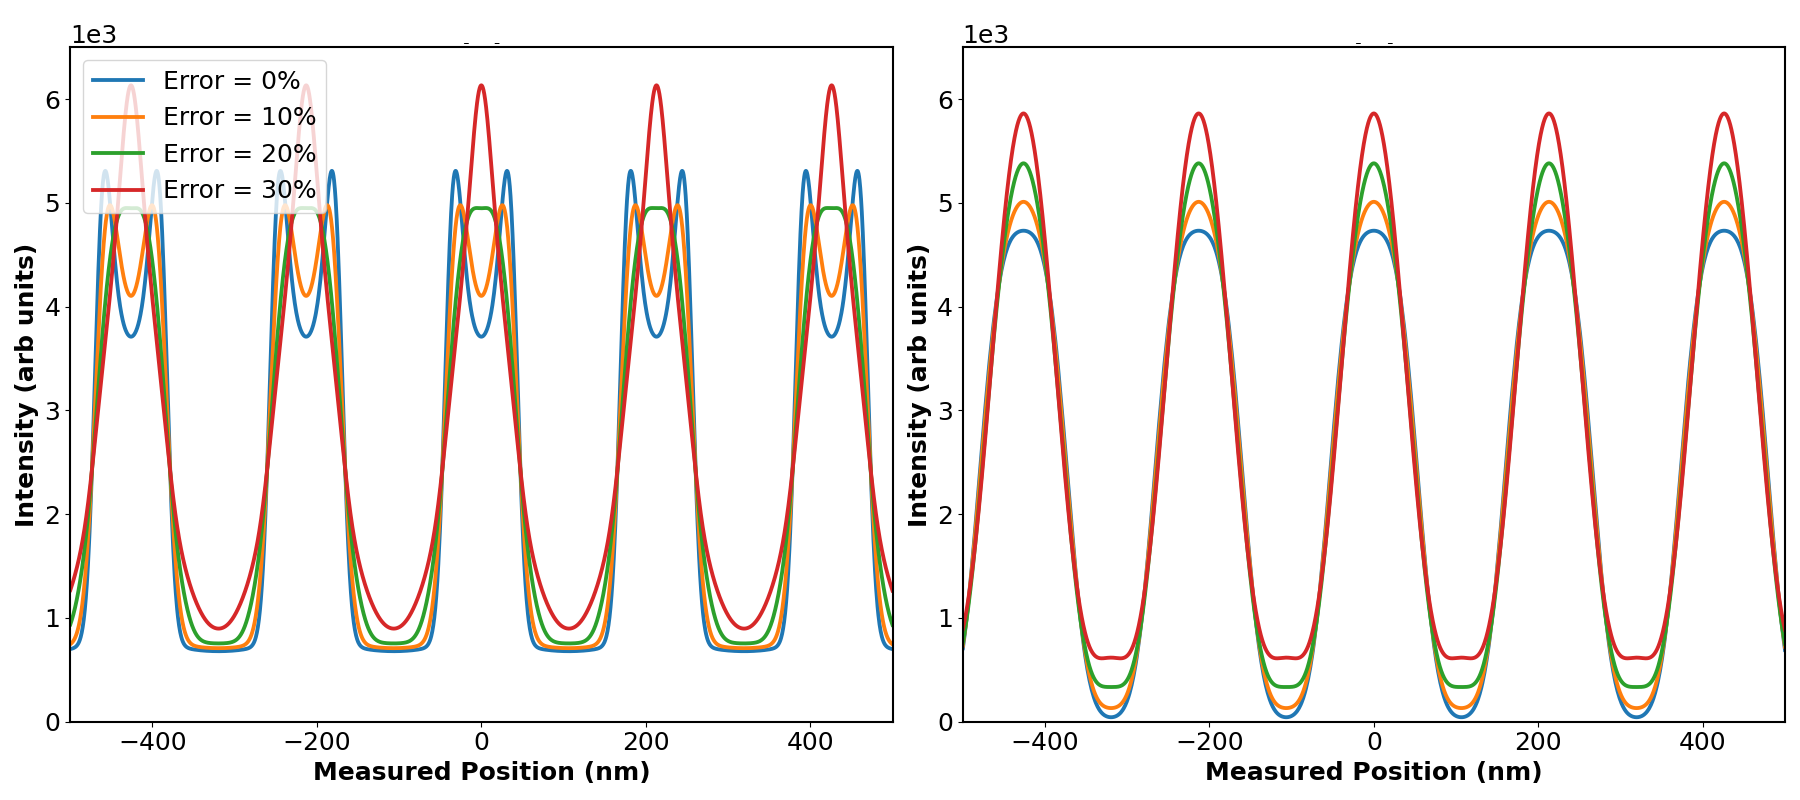 1e3
Error = 0%
Error = 10%
Error = 20%
Error = 30%
6
5
4
3
2
1
0
−400 −200 0 200 400
Measured Position (nm)
Intensity (arb units)
1e3
6
5
4
3
2
1
0
−400 −200 0 200 400
Measured Position (nm)
Intensity (arb units)